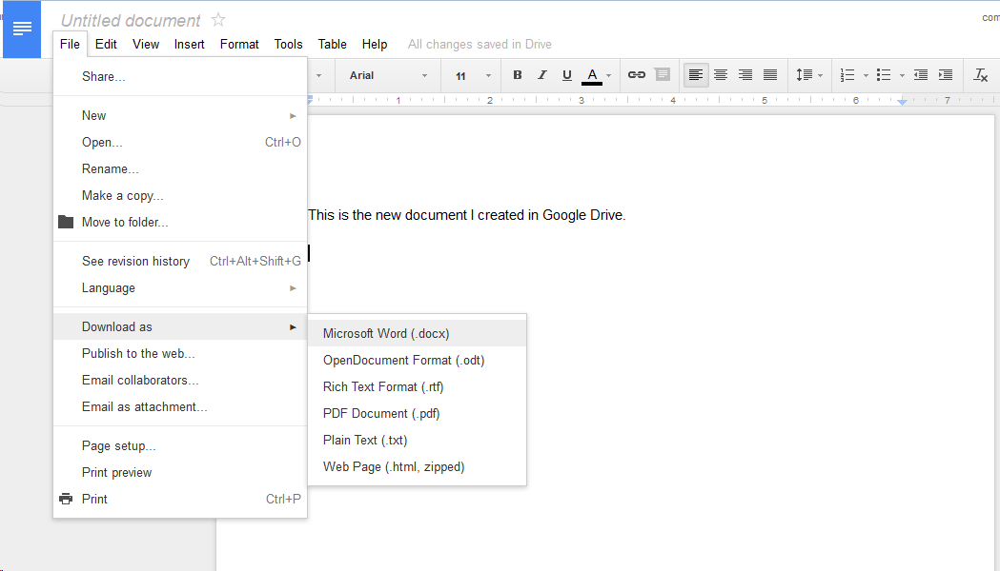 Untitled document
com
File Edit View Insert Format Tools Table Help All changes saved in Drive
Arial 11 B I U A
1 2 3 4 5 6 7
Share...
New
Open... Ctrl+O
Rename...
Make a copy...
Move to folder...
See revision history Ctrl+Alt+Shift+G
Language
Download as
Publish to the web...
Email collaborators...
Email as attachment...
Page setup...
Print preview
Print Ctrl+P
Microsoft Word (.docx)
OpenDocument Format (.odt)
Rich Text Format (.rtf)
PDF Document (.pdf)
Plain Text (.txt)
Web Page (.html, zipped)
This is the new document I created in Google Drive.